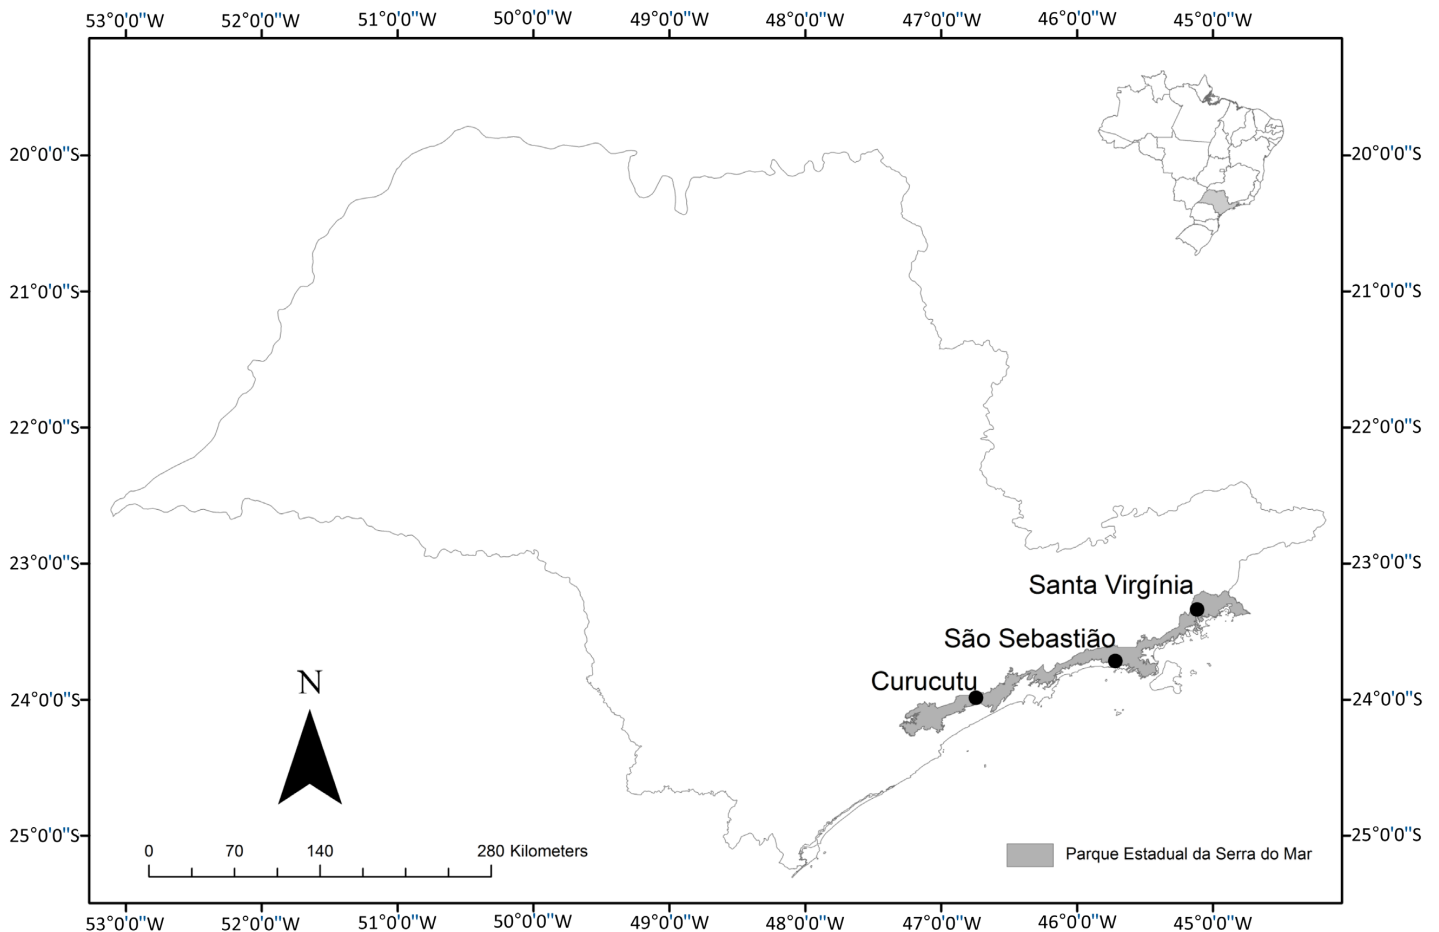 53°0'0"W 52°0'0"W 51°0'0"W 50°0'0"W 49°0'0"W 48°0'0"W 47°0'0"W 46°0'0"W 45°0'0"W
20°0'0"S 20°0'0"S
21°0'0"S 21°0'0"S
22°0'0"S 22°0'0"S
23°0'0"S 23°0'0"S
Santa Virgínia
São Sebastião
Curucutu
N
24°0'0"S 24°0'0"S
25°0'0"S 25°0'0"S
0 70 140 280 Kilometers
Parque Estadual da Serra do Mar
53°0'0"W 52°0'0"W 51°0'0"W 50°0'0"W 49°0'0"W 48°0'0"W 47°0'0"W 46°0'0"W 45°0'0"W